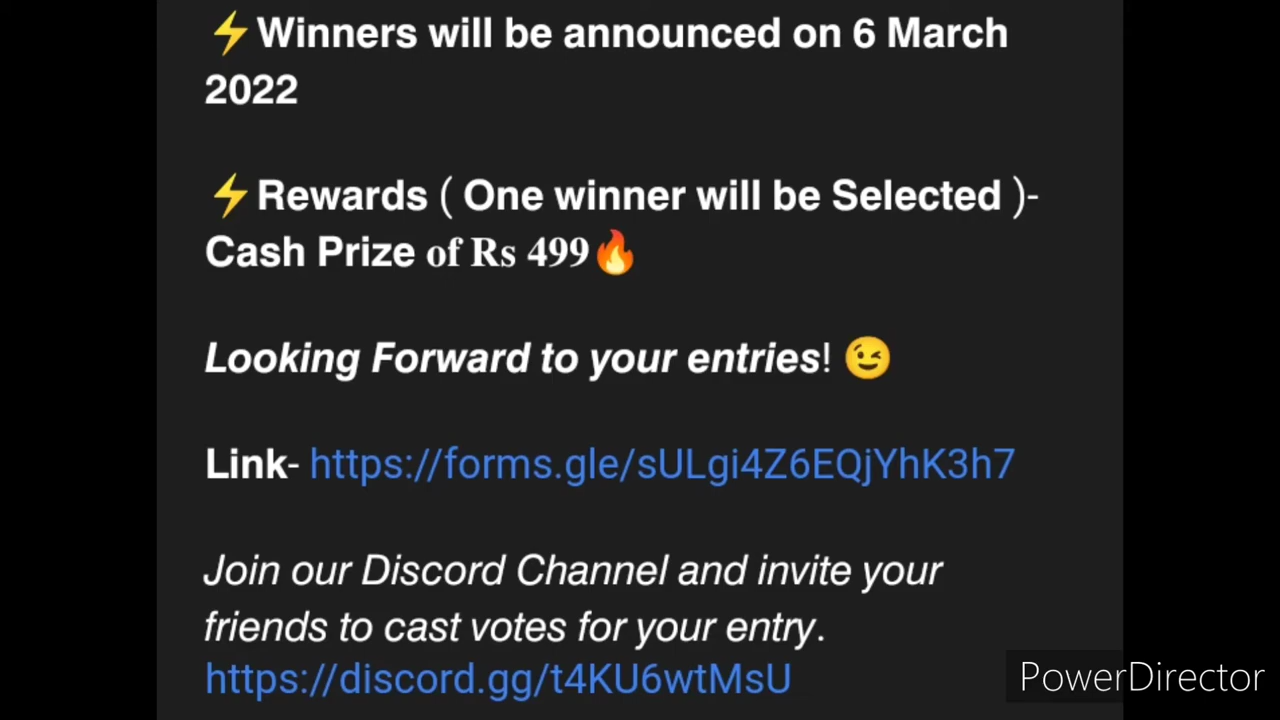 ⚡Winners will be announced on 6 March
2022
⚡Rewards ( One winner will be Selected )-
Cash Prize of Rs 499🔥
Looking Forward to your entries! 😉
Link- https://forms.gle/sULgi4Z6EQjYhK3h7
Join our Discord Channel and invite your
friends to cast votes for your entry.
https://discord.gg/t4KU6wtMsU
PowerDirector